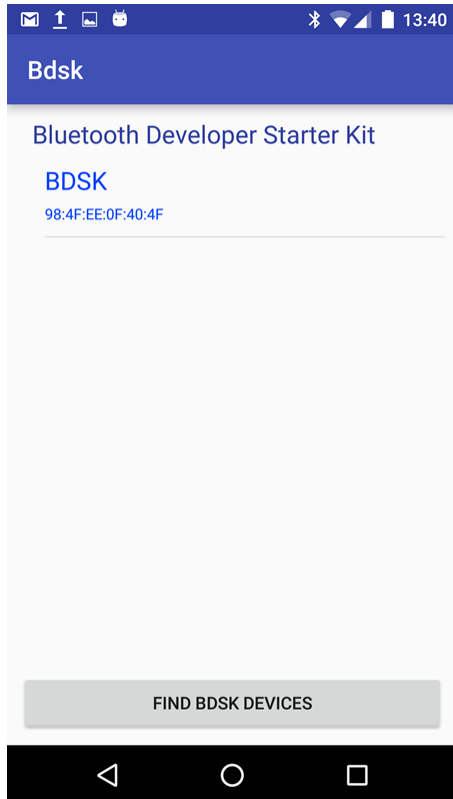 13:40
Bdsk
Bluetooth Developer Starter Kit
BDSK
98:4F:EE:0F:40:4F
FIND BDSK DEVICES